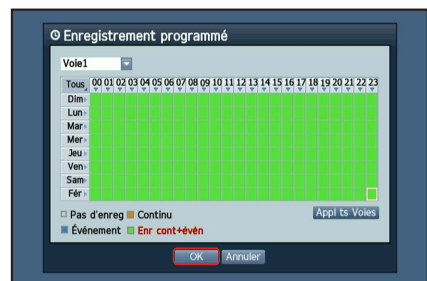 Enregistrement programmé
Voie1
Tous 00 01 02 03 04 05 06 07 08 09 10 11 12 13 14 15 16 17 18 19 20 21 22 23
Dim
Lun
Mar
Mer
Jeu
Ven
Sam
Fér
Pas d'enreg Continu Appl ts Voies
Événement Enr cont+évén
OK Annuler